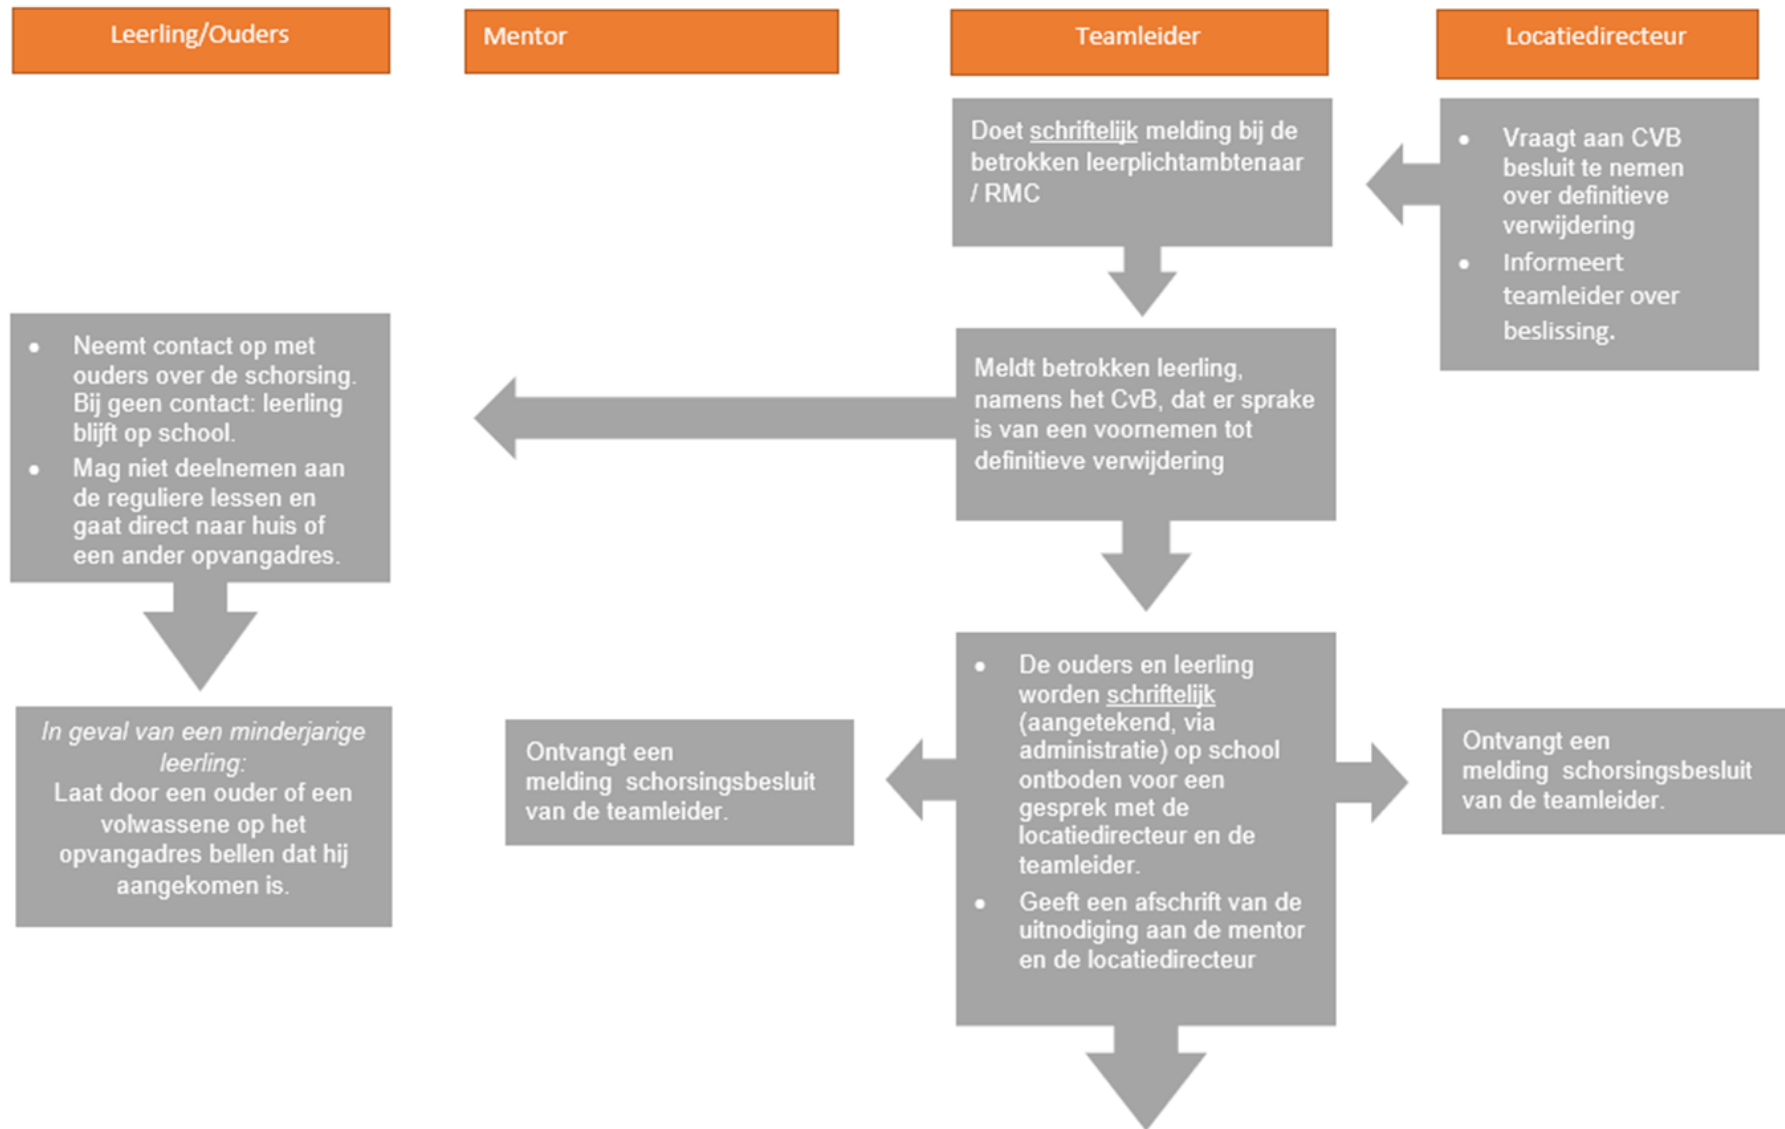 Leerling/Ouders
Mentor
Teamleider
Locatiedirecteur
Doet schriftelijk melding bij de
betrokken leerplichtambtenaar
/ RMC
• Vraagt aan CVB
besluit te nemen
over definitieve
verwijdering
• Informeert
teamleider over
beslissing.
• Neemt contact op met
ouders over de schorsing.
Bij geen contact: leerling
blijft op school.
• Mag niet deelnemen aan
de reguliere lessen en
gaat direct naar huis of
een ander opvangadres.
Meldt betrokken leerling,
namens het CvB, dat er sprake
is van een voornemen tot
definitieve verwijdering
In geval van een minderjarige
leerling:
Laat door een ouder of een
volwassene op het
opvangadres bellen dat hij
aangekomen is.
Ontvangt een
melding schorsingsbesluit
van de teamleider.
• De ouders en leerling
worden schriftelijk
(aangetekend, via
administratie) op school
ontboden voor een
gesprek met de
locatiedirecteur en de
teamleider.
• Geeft een afschrift van de
uitnodiging aan de mentor
en de locatiedirecteur
Ontvangt een
melding schorsingsbesluit
van de teamleider.